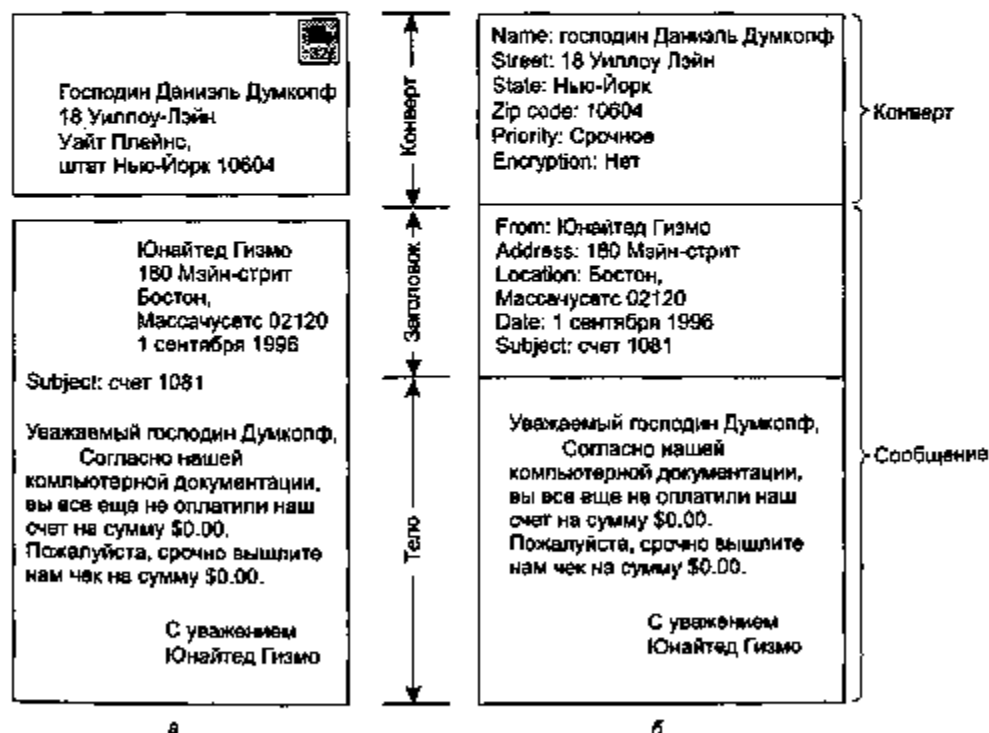 Господин Даниэль Думкопф
18 Уиллоу-Лэйн
Уайт Плейнс,
штат Нью-Йорк 10604
Юнайтед Гизмо
180 Мэйн-стрит
Бостон,
Массачусетс 02120
1 сентября 1996
Subject: счет 1081
Уважаемый господин Думкопф,
Согласно нашей
компьютерной документации,
вы все еще не оплатили наш
счет на сумму $0.00.
Пожалуйста, срочно вышлите
нам чек на сумму $0.00.
С уважением
Юнайтед Гизмо
а
Конверт
Заголовок
Тело
Name: господин Даниэль Думкопф
Street: 18 Уиллоу Лэйн
State: Нью-Йорк
Zip code: 10604
Priority: Срочное
Encryption: Нет
From: Юнайтед Гизмо
Address: 180 Мэйн-стрит
Location: Бостон,
Массачусетс 02120
Date: 1 сентября 1996
Subject: счет 1081
Уважаемый господин Думкопф,
Согласно нашей
компьютерной документации,
вы все еще не оплатили наш
счет на сумму $0.00.
Пожалуйста, срочно вышлите
нам чек на сумму $0.00.
С уважением
Юнайтед Гизмо
б
Конверт
Сообщение